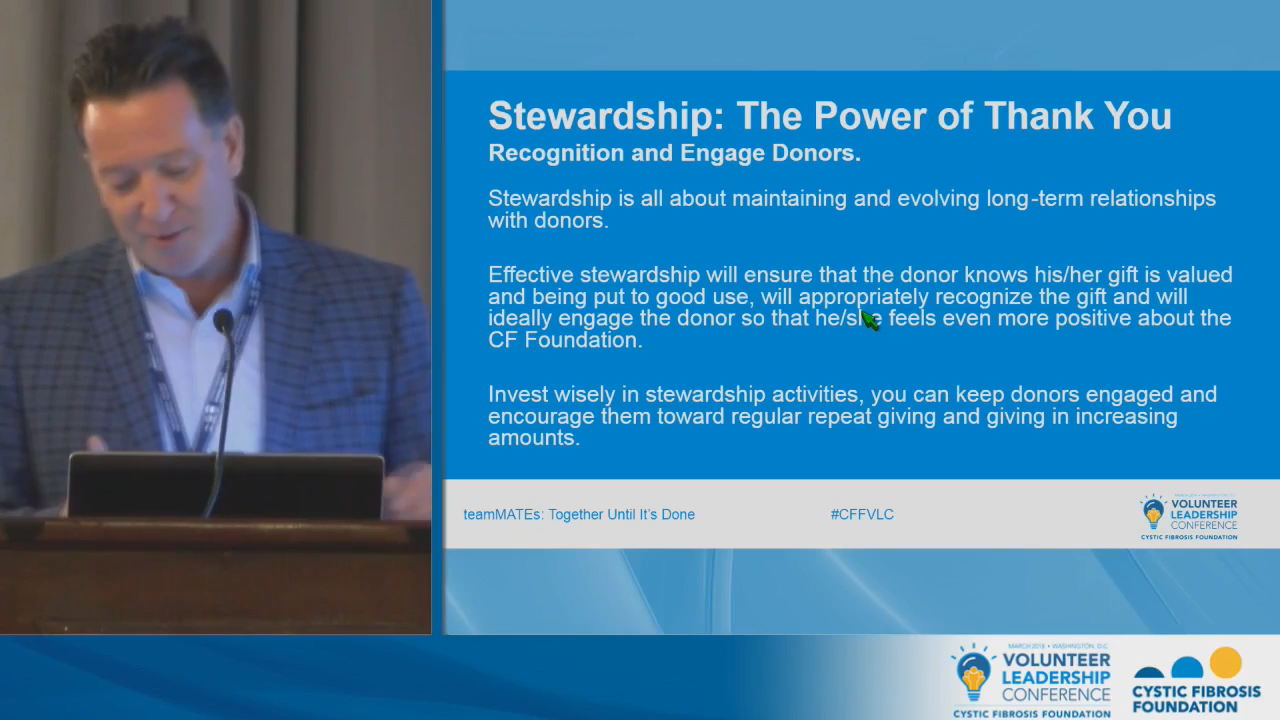 Stewardship: The Power of Thank You
Recognition and Engage Donors.
Stewardship is all about maintaining and evolving long-term relationships
with donors.
Effective stewardship will ensure that the donor knows his/her gift is valued
and being put to good use, will appropriately recognize the gift and will
ideally engage the donor so that he/she feels even more positive about the
CF Foundation.
Invest wisely in stewardship activities, you can keep donors engaged and
encourage them toward regular repeat giving and giving in increasing
amounts.
teamMATEs: Together Until It's Done
#CFFVLC
VOLUNTEER
LEADERSHIP
CONFERENCE
CYSTIC FIBROSIS FOUNDATION
VOLUNTEER
LEADERSHIP
CONFERENCE
CYSTIC FIBROSIS FOUNDATION
CYSTIC FIBROSIS
FOUNDATION